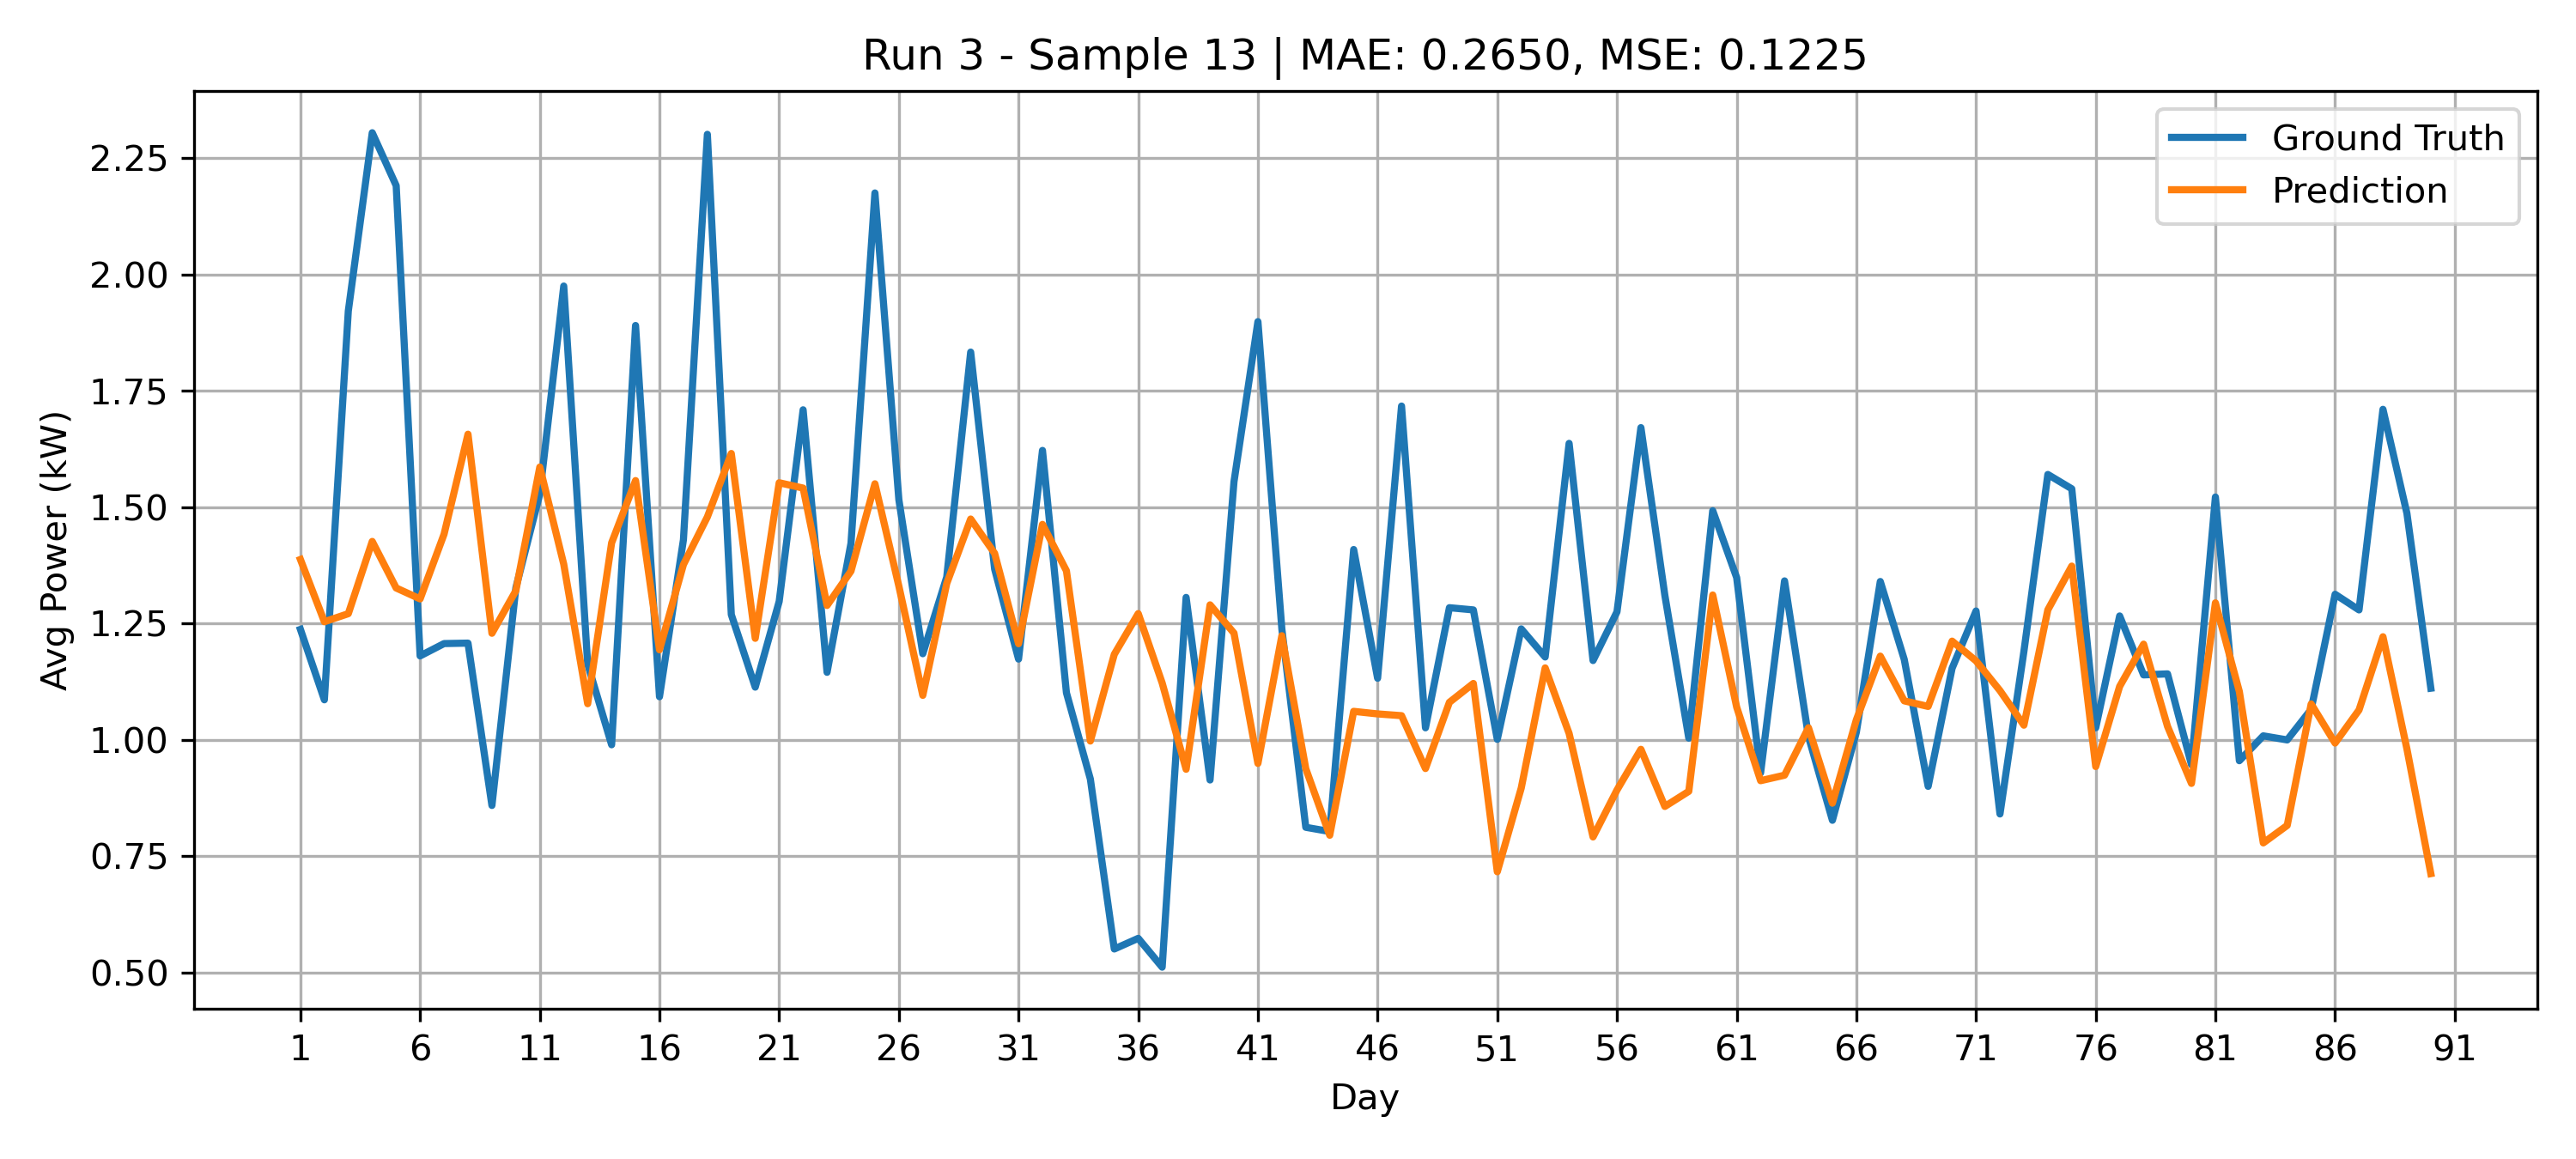 Run 3 - Sample 13 | MAE: 0.2650, MSE: 0.1225
Ground Truth
Prediction
Avg Power (kW)
2.25
2.00
1.75
1.50
1.25
1.00
0.75
0.50
1 6 11 16 21 26 31 36 41 46 51 56 61 66 71 76 81 86 91
Day